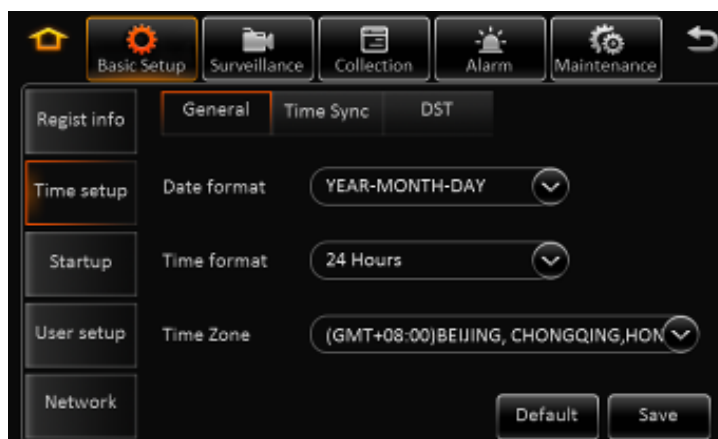 Basic Setup Surveillance Collection Alarm Maintenance
Regist info
General Time Sync DST
Time setup
Date format YEAR-MONTH-DAY
Startup
Time format 24 Hours
User setup
Time Zone (GMT+08:00)BEIJING, CHONGQING,HON
Network
Default Save